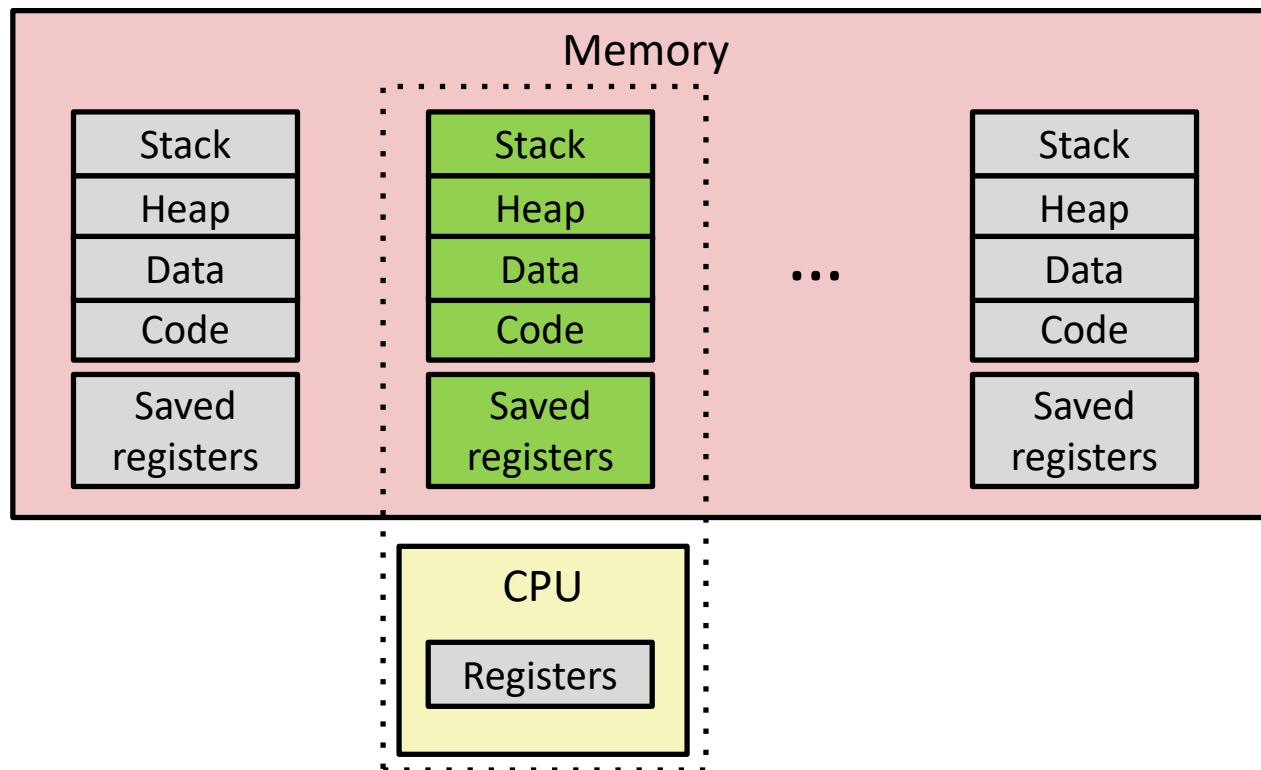 Memory
Stack
Heap
Data
Code
Saved
registers
Stack
Heap
Data
Code
Saved
registers
...
Stack
Heap
Data
Code
Saved
registers
CPU
Registers